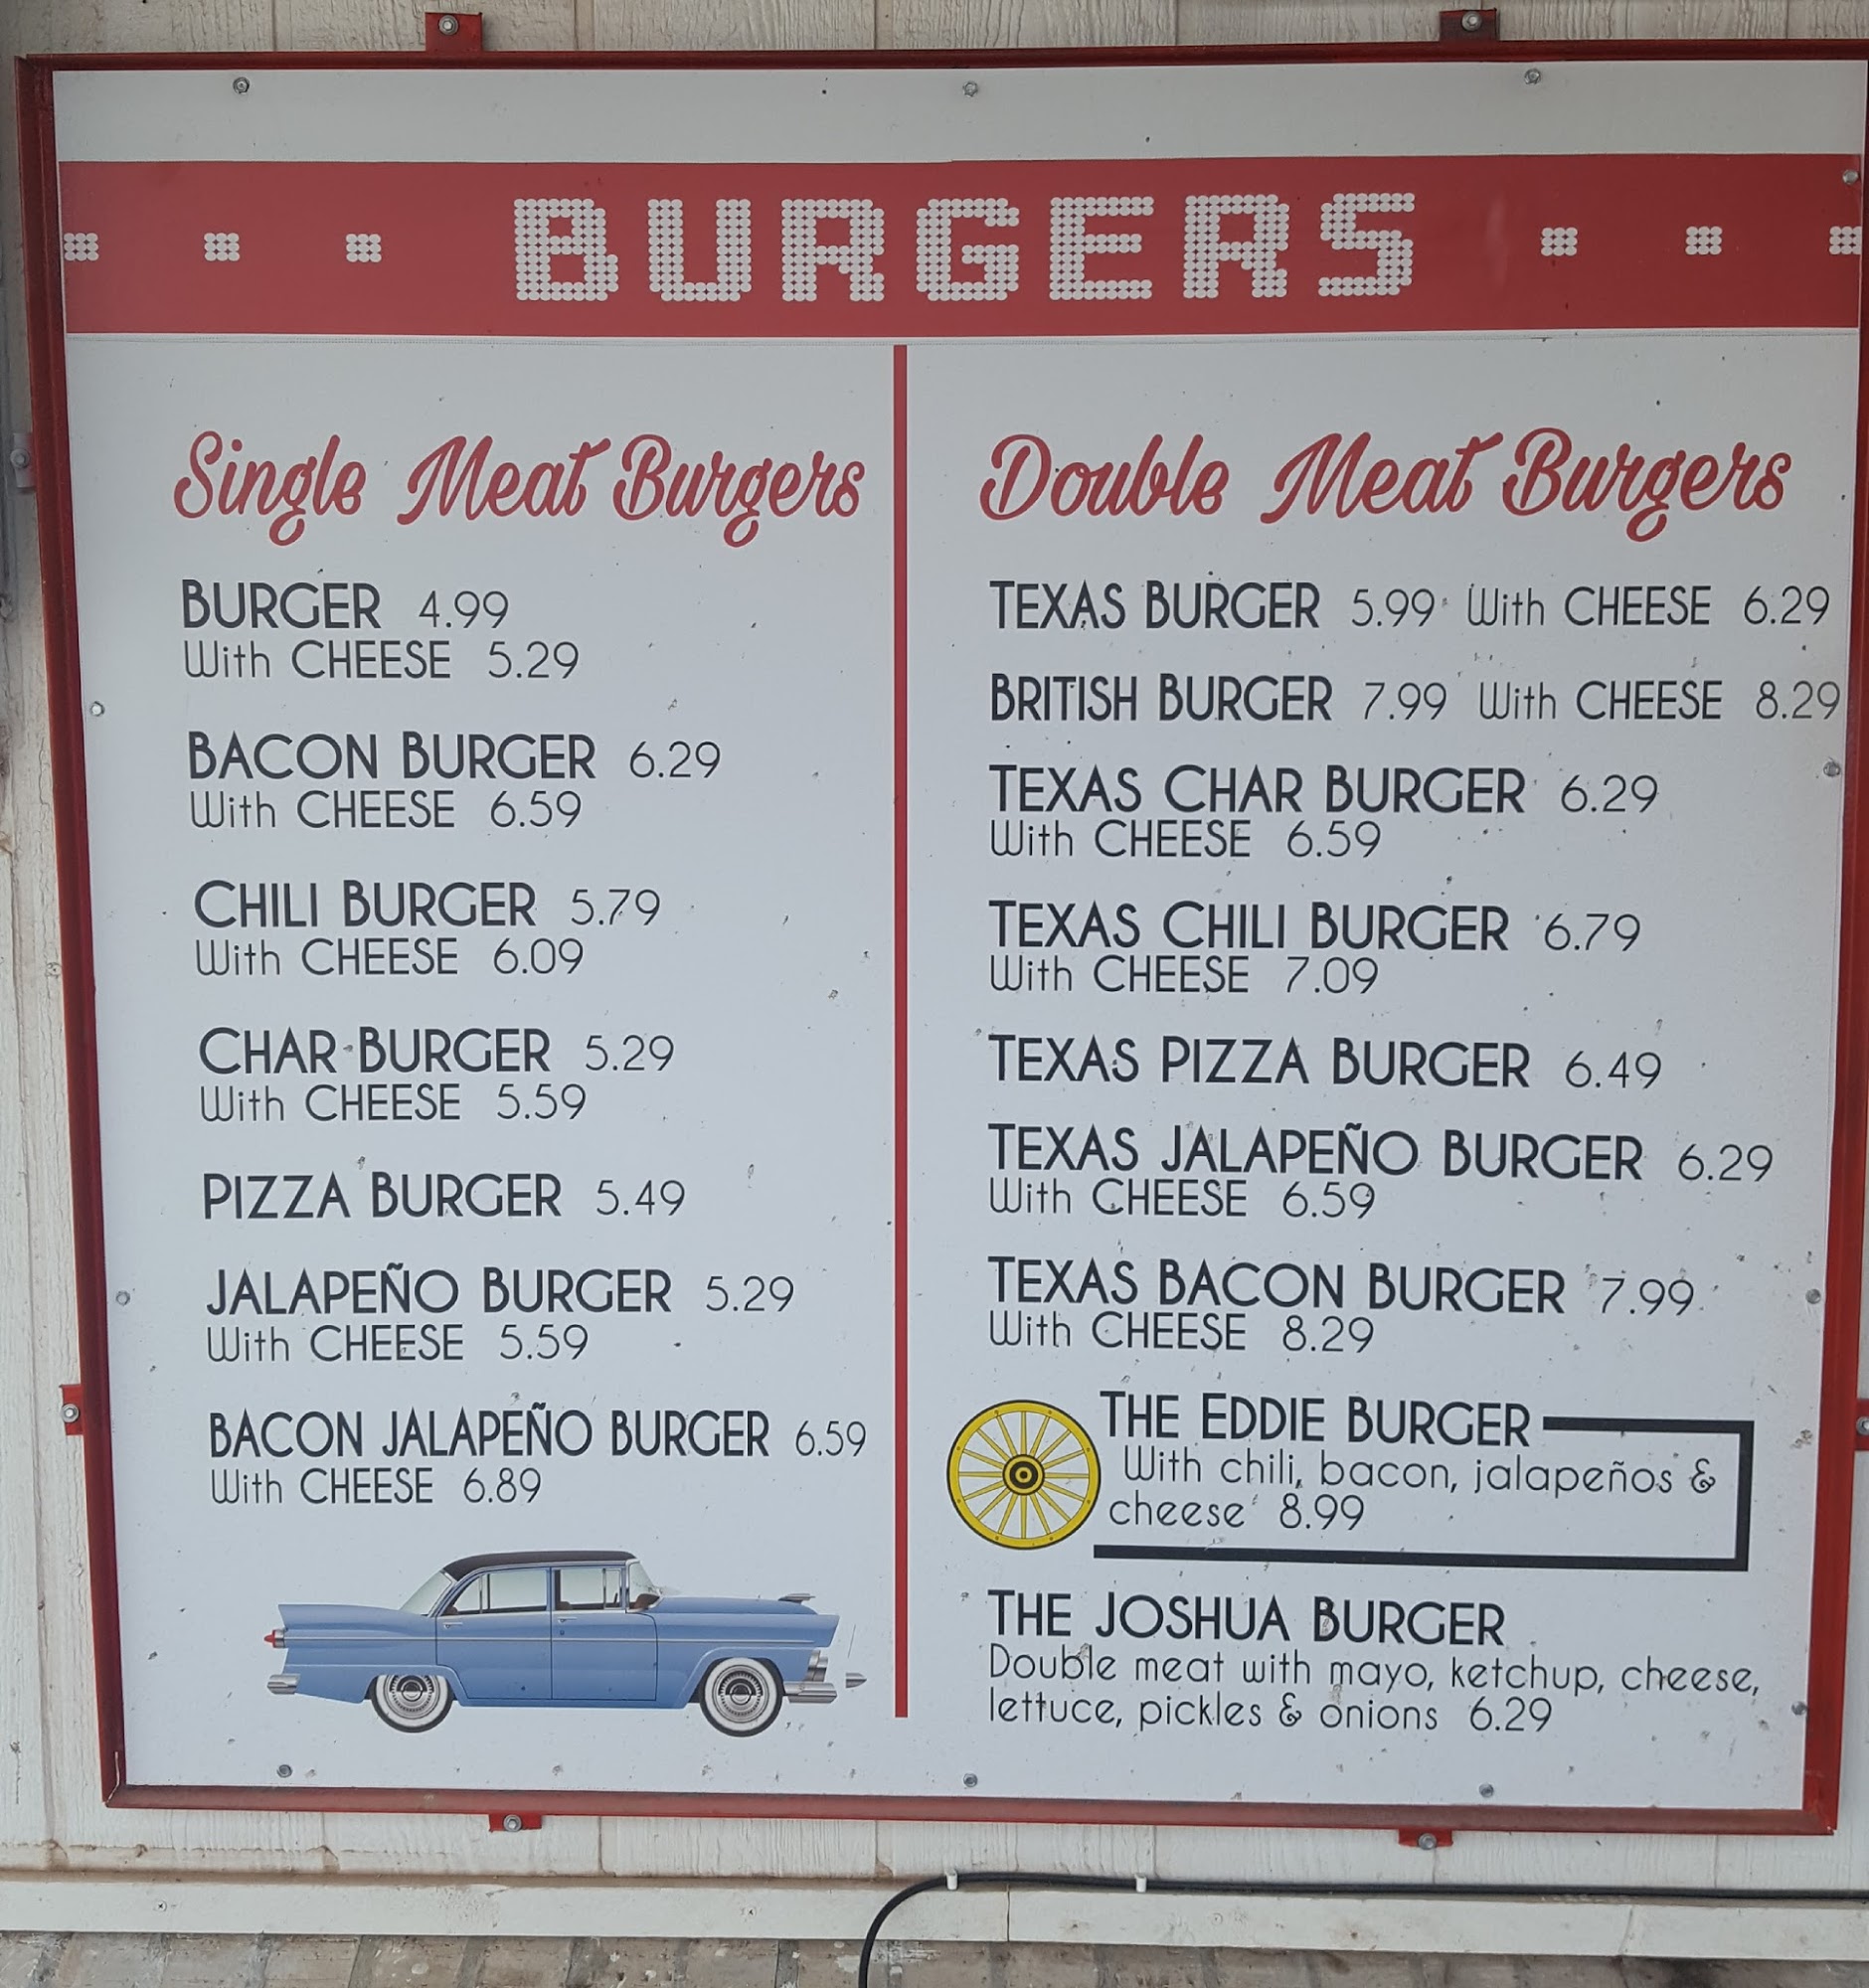 BURGERS
Single Meat Burgers
BURGER 4.99
With CHEESE 5.29
BACON BURGER 6.29
With CHEESE 6.59
CHILI BURGER 5.79
With CHEESE 6.09
CHAR BURGER 5.29
With CHEESE 5.59
PIZZA BURGER 5.49
JALAPEÑO BURGER 5.29
With CHEESE 5.59
BACON JALAPEÑO BURGER 6.59
With CHEESE 6.89
Double Meat Burgers
TEXAS BURGER 5.99 With CHEESE 6.29
BRITISH BURGER 7.99 With CHEESE 8.29
TEXAS CHAR BURGER 6.29
With CHEESE 6.59
TEXAS CHILI BURGER 6.79
With CHEESE 7.09
TEXAS PIZZA BURGER 6.49
TEXAS JALAPEÑO BURGER 6.29
With CHEESE 6.59
TEXAS BACON BURGER 7.99
With CHEESE 8.29
THE EDDIE BURGER
With chili, bacon, jalapeños &
cheese 8.99
THE JOSHUA BURGER
Double meat with mayo, ketchup, cheese,
lettuce, pickles & onions 6.29